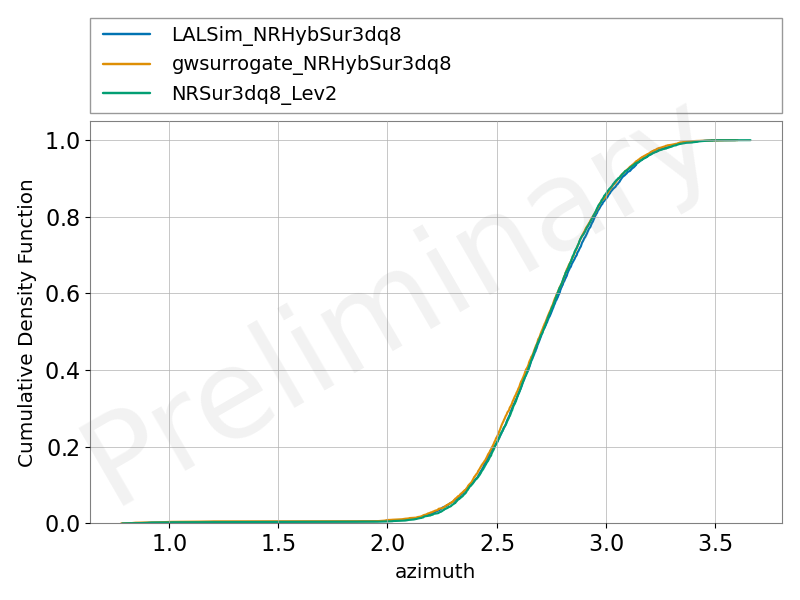 LALSim_NRHybSur3dq8
gwsurrogate_NRHybSur3dq8
NRSur3dq8_Lev2
Preliminary
Cumulative Density Function
1.0
0.8
0.6
0.4
0.2
0.0
1.0 1.5 2.0 2.5 3.0 3.5
azimuth